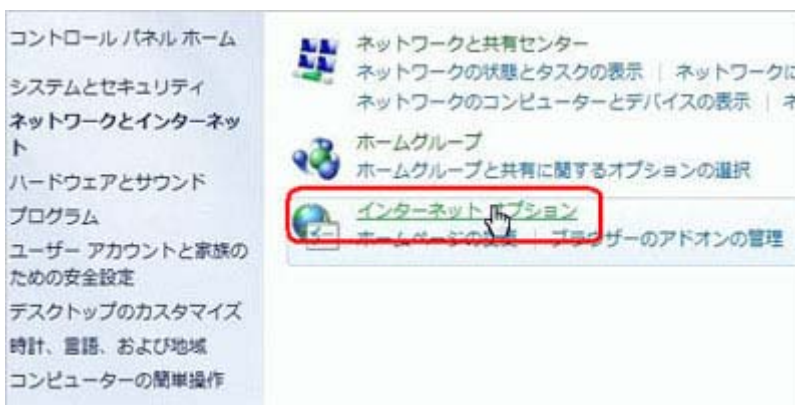 コントロール パネル ホーム
システムとセキュリティ
ネットワークとインターネッ
ト
ハードウェアとサウンド
プログラム
ユーザー アカウントと家族の
ための安全設定
デスクトップのカスタマイズ
時計、言語、および地域
コンピューターの簡単操作
ネットワークと共有センター
ネットワークの状態とタスクの表示 | ネットワークに
ネットワークのコンピューターとデバイスの表示 | ネ
ホームグループ
ホームグループと共有に関するオプションの選択
インターネット オプション
ホームページの変更 | ブラウザーのアドオンの管理